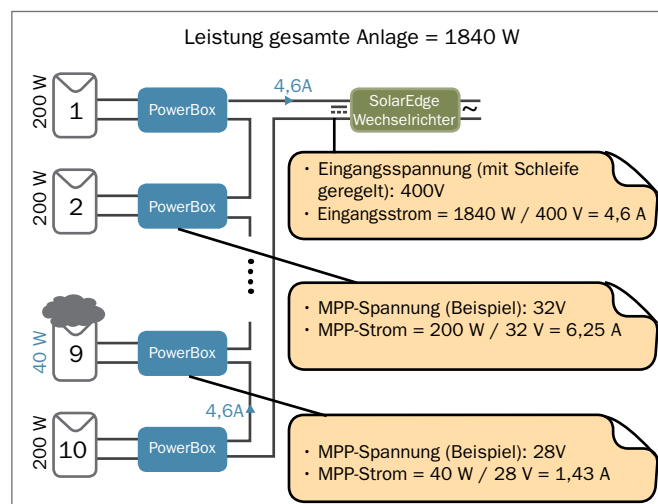 Leistung gesamte Anlage = 1840 W
200 W
1
PowerBox
4,6A
SolarEdge
Wechselrichter
~
• Eingangsspannung (mit Schleife
geregelt): 400V
• Eingangsstrom = 1840 W / 400 V = 4,6 A
200 W
2
PowerBox
• MPP-Spannung (Beispiel): 32V
• MPP-Strom = 200 W / 32 V = 6,25 A
40 W
9
PowerBox
4,6A
200 W
10
PowerBox
• MPP-Spannung (Beispiel): 28V
• MPP-Strom = 40 W / 28 V = 1,43 A